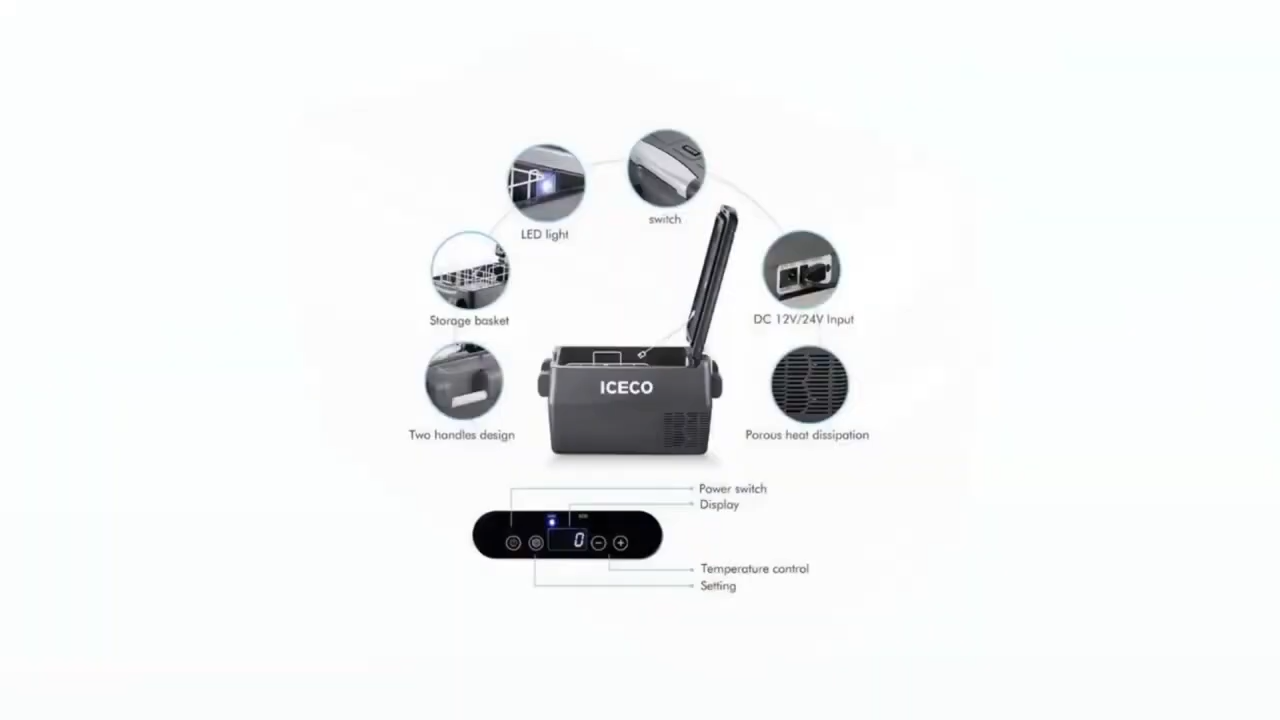 LED light
switch
Storage basket
DC 12V/24V Input
ICECO
Two handles design
Porous heat dissipation
Power switch
Display
0
Temperature control
Setting